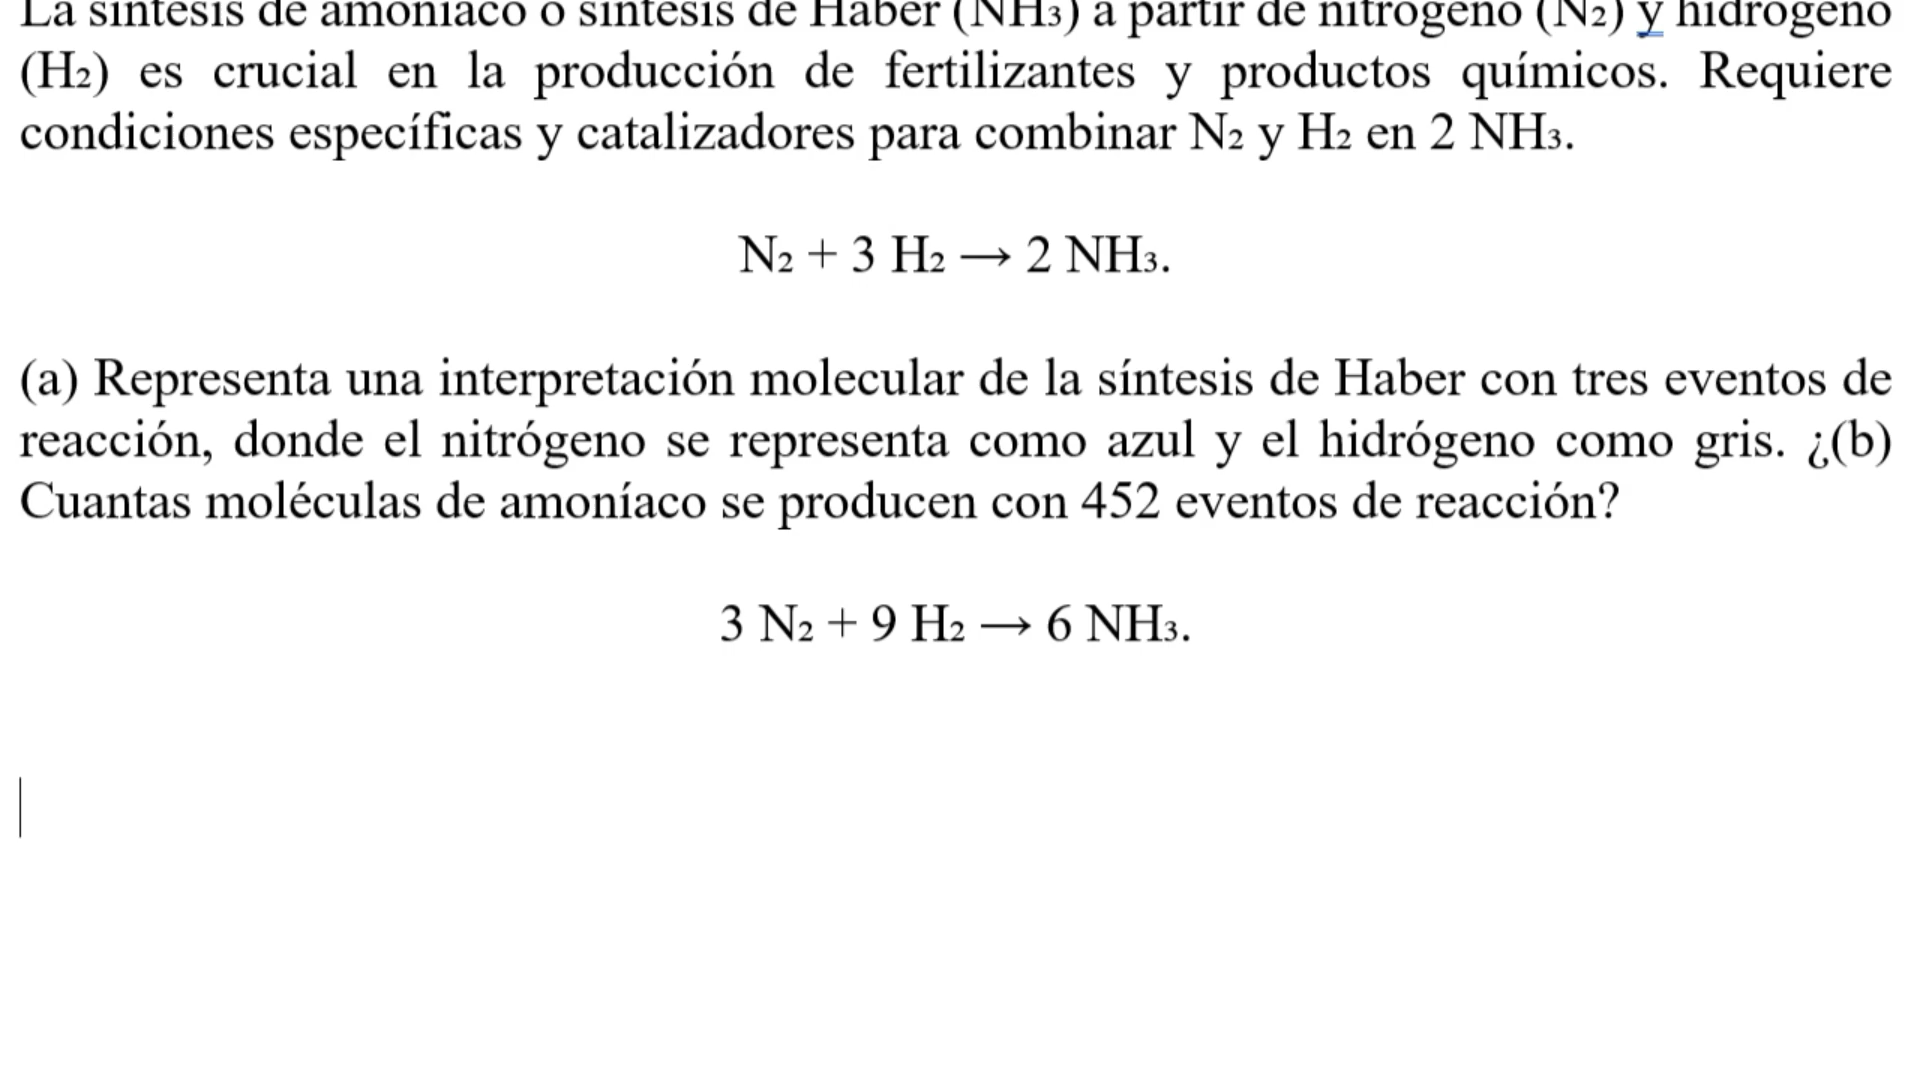 La síntesis de amoníaco o síntesis de Haber (NH₃) a partir de nitrógeno (N₂) y hidrógeno
(H₂) es crucial en la producción de fertilizantes y productos químicos. Requiere
condiciones específicas y catalizadores para combinar N₂ y H₂ en 2 NH₃.
N₂ + 3 H₂ → 2 NH₃.
(a) Representa una interpretación molecular de la síntesis de Haber con tres eventos de
reacción, donde el nitrógeno se representa como azul y el hidrógeno como gris. ¿(b)
Cuantas moléculas de amoníaco se producen con 452 eventos de reacción?
3 N₂ + 9 H₂ → 6 NH₃.